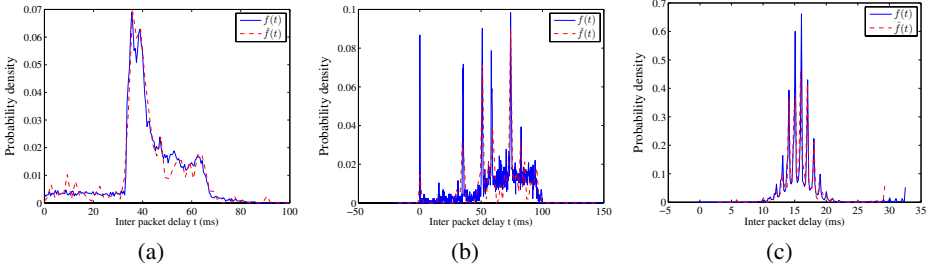 0.07
0.06
0.05
0.04
0.03
0.02
0.01
0
0 20 40 60 80 100
Probability density
Inter packet delay t (ms)
f(t)
f̂(t)
(a)
0.1
0.08
0.06
0.04
0.02
0
−50 0 50 100 150
Probability density
Inter packet delay t (ms)
f(t)
f̂(t)
(b)
0.7
0.6
0.5
0.4
0.3
0.2
0.1
0
−5 0 5 10 15 20 25 30 35
Probability density
Inter packet delay t (ms)
f(t)
f̂(t)
(c)